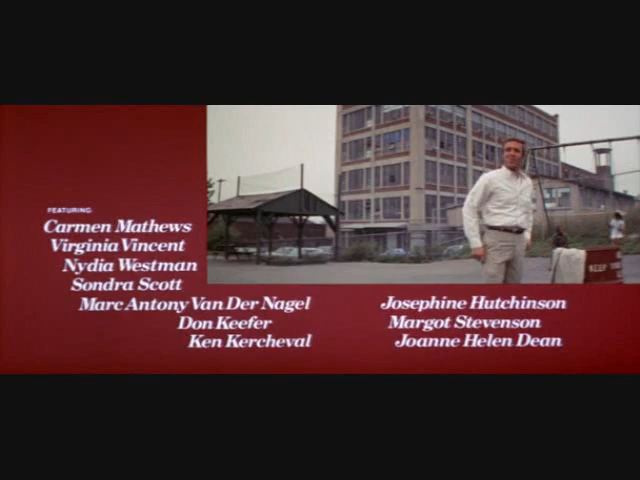 FEATURING:
Carmen Mathews
Virginia Vincent
Nydia Westman
Sondra Scott
Marc Antony Van Der Nagel
Don Keefer
Ken Kercheval
Josephine Hutchinson
Margot Stevenson
Joanne Helen Dean
KEEP